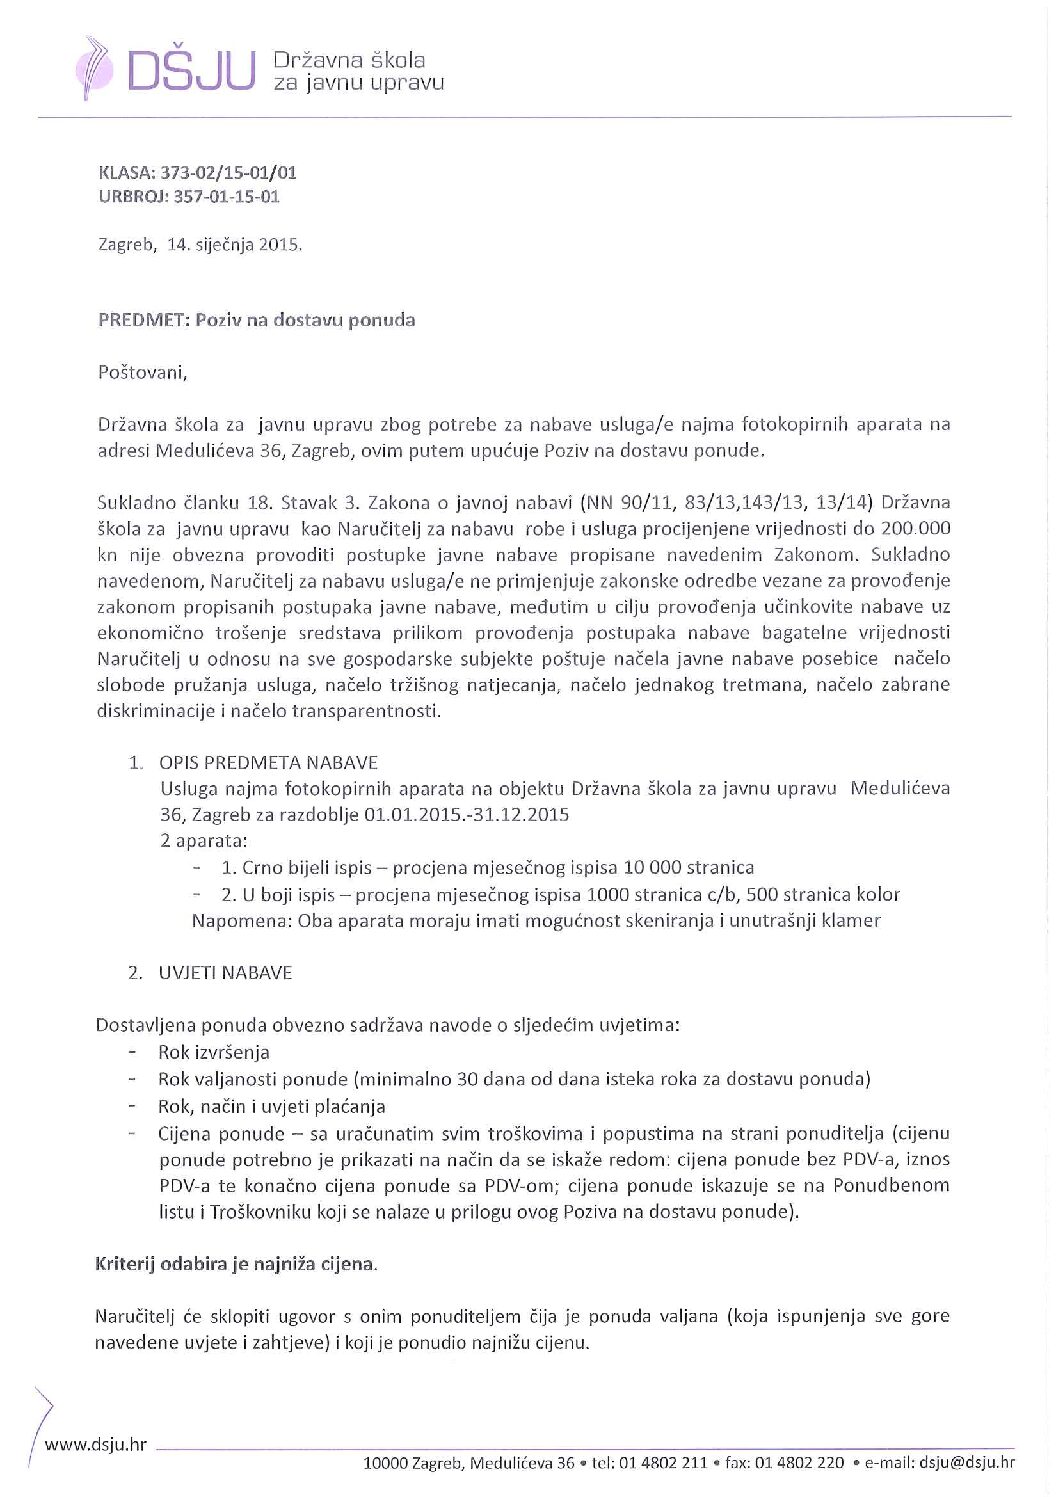 DŠJU Državna škola
za javnu upravu
KLASA: 373-02/15-01/01
URBROJ: 357-01-15-01
Zagreb, 14. siječnja 2015.
PREDMET: Poziv na dostavu ponuda
Poštovani,
Državna škola za javnu upravu zbog potrebe za nabave usluga/e najma fotokopirnih aparata na
adresi Medulićeva 36, Zagreb, ovim putem upućuje Poziv na dostavu ponude.
Sukladno članku 18. Stavak 3. Zakona o javnoj nabavi (NN 90/11, 83/13,143/13, 13/14) Državna
škola za javnu upravu kao Naručitelj za nabavu robe i usluga procijenjene vrijednosti do 200.000
kn nije obvezna provoditi postupke javne nabave propisane navedenim Zakonom. Sukladno
navedenom, Naručitelj za nabavu usluga/e ne primjenjuje zakonske odredbe vezane za provođenje
zakonom propisanih postupaka javne nabave, međutim u cilju provođenja učinkovite nabave uz
ekonomično trošenje sredstava prilikom provođenja postupaka nabave bagatelne vrijednosti
Naručitelj u odnosu na sve gospodarske subjekte poštuje načela javne nabave posebice načelo
slobode pružanja usluga, načelo tržišnog natjecanja, načelo jednakog tretmana, načelo zabrane
diskriminacije i načelo transparentnosti.
1. OPIS PREDMETA NABAVE
Usluga najma fotokopirnih aparata na objektu Državna škola za javnu upravu Medulićeva
36, Zagreb za razdoblje 01.01.2015.-31.12.2015
2 aparata:
- 1. Crno bijeli ispis – procjena mjesečnog ispisa 10 000 stranica
- 2. U boji ispis – procjena mjesečnog ispisa 1000 stranica c/b, 500 stranica kolor
Napomena: Oba aparata moraju imati mogućnost skeniranja i unutrašnji klamer
2. UVJETI NABAVE
Dostavljena ponuda obvezno sadržava navode o sljedećim uvjetima:
- Rok izvršenja
- Rok valjanosti ponude (minimalno 30 dana od dana isteka roka za dostavu ponuda)
- Rok, način i uvjeti plaćanja
- Cijena ponude – sa uračunatim svim troškovima i popustima na strani ponuditelja (cijenu
ponude potrebno je prikazati na način da se iskaže redom: cijena ponude bez PDV-a, iznos
PDV-a te konačno cijena ponude sa PDV-om; cijena ponude iskazuje se na Ponudbenom
listu i Troškovniku koji se nalaze u prilogu ovog Poziva na dostavu ponude).
Kriterij odabira je najniža cijena.
Naručitelj će sklopiti ugovor s onim ponuditeljem čija je ponuda valjana (koja ispunjenja sve gore
navedene uvjete i zahtjeve) i koji je ponudio najnižu cijenu.
www.dsju.hr
10000 Zagreb, Medulićeva 36 • tel: 01 4802 211 • fax: 01 4802 220 • e-mail: dsju@dsju.hr